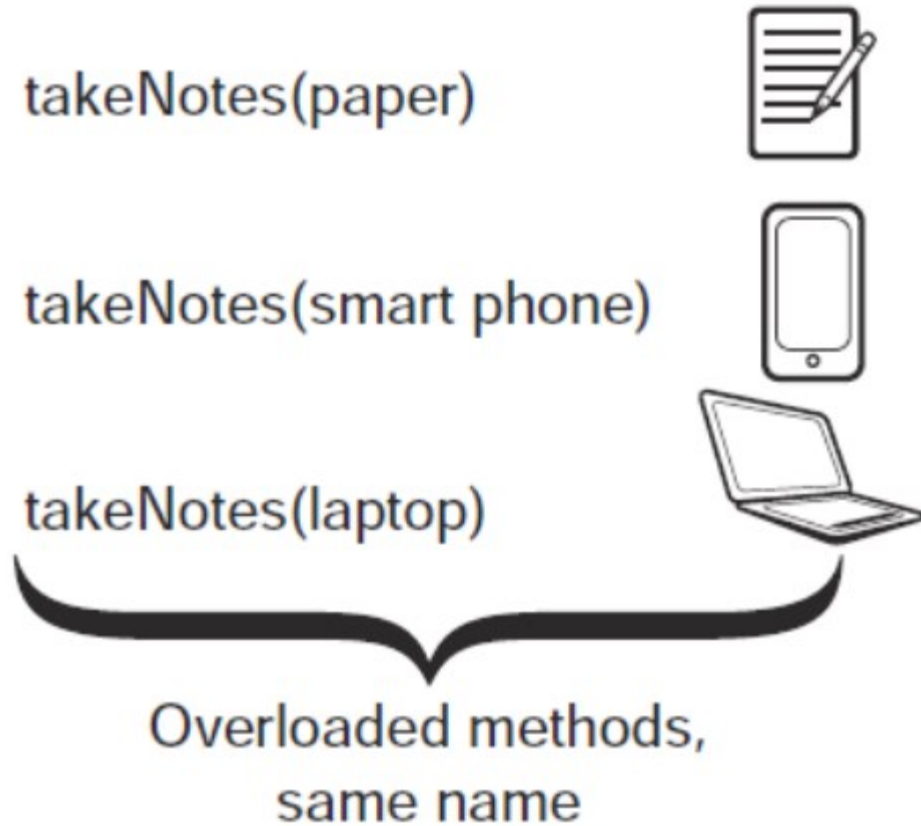 takeNotes(paper)
takeNotes(smart phone)
takeNotes(laptop)
Overloaded methods,
same name